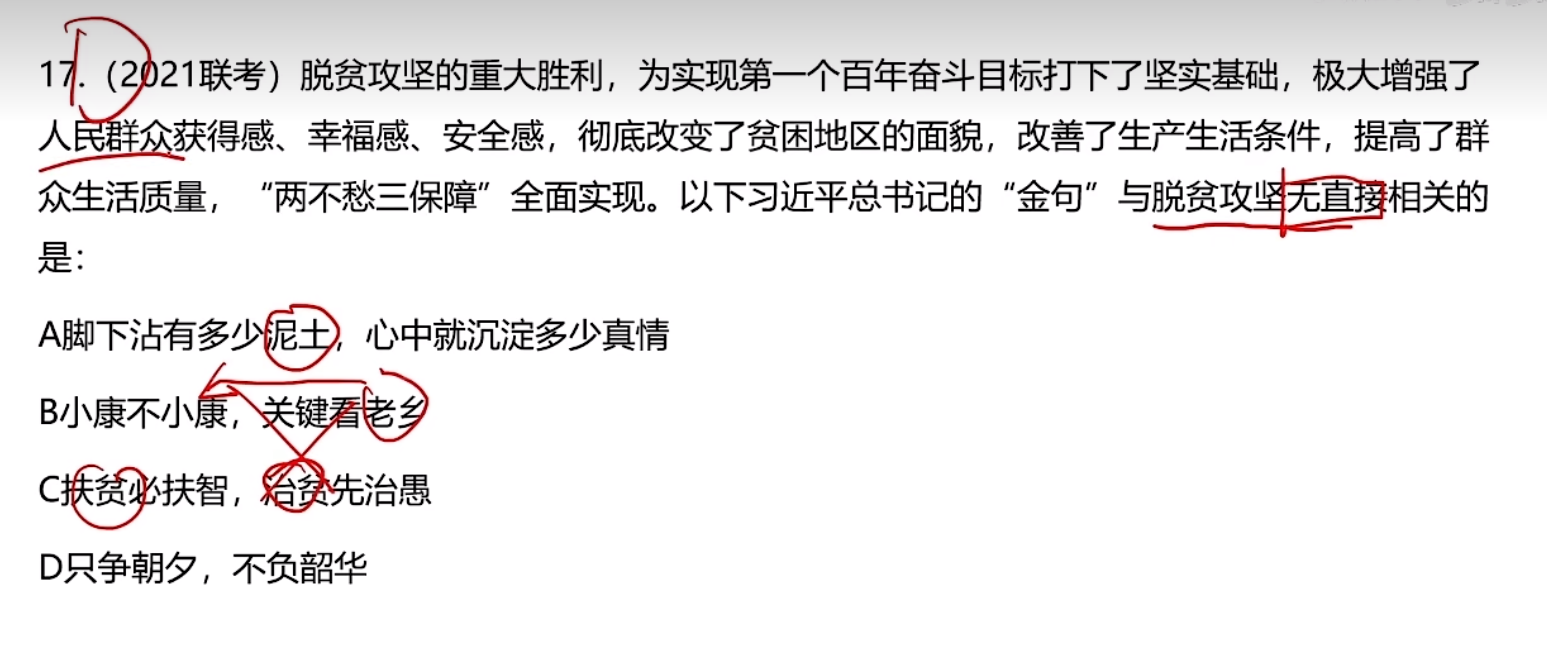 17.（2021联考）脱贫攻坚的重大胜利，为实现第一个百年奋斗目标打下了坚实基础，极大增强了
人民群众获得感、幸福感、安全感，彻底改变了贫困地区的面貌，改善了生产生活条件，提高了群
众生活质量，“两不愁三保障”全面实现。以下习近平总书记的“金句”与脱贫攻坚无直接相关的
是：
A脚下沾有多少泥土，心中就沉淀多少真情
B小康不小康，关键看老乡
C扶贫必扶智，治贫先治愚
D只争朝夕，不负韶华